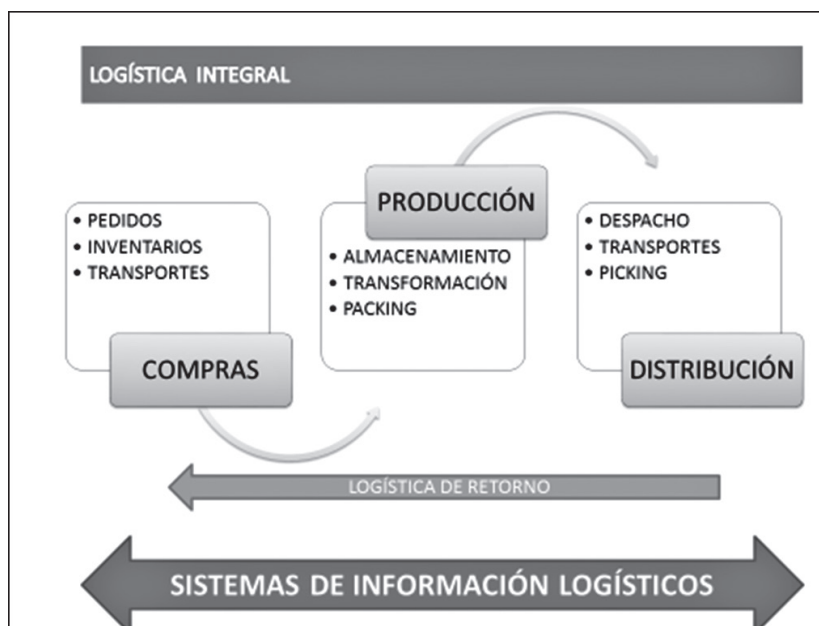 LOGÍSTICA INTEGRAL
• PEDIDOS
• INVENTARIOS
• TRANSPORTES
COMPRAS
PRODUCCIÓN
• ALMACENAMIENTO
• TRANSFORMACIÓN
• PACKING
• DESPACHO
• TRANSPORTES
• PICKING
DISTRIBUCIÓN
LOGÍSTICA DE RETORNO
SISTEMAS DE INFORMACIÓN LOGÍSTICOS